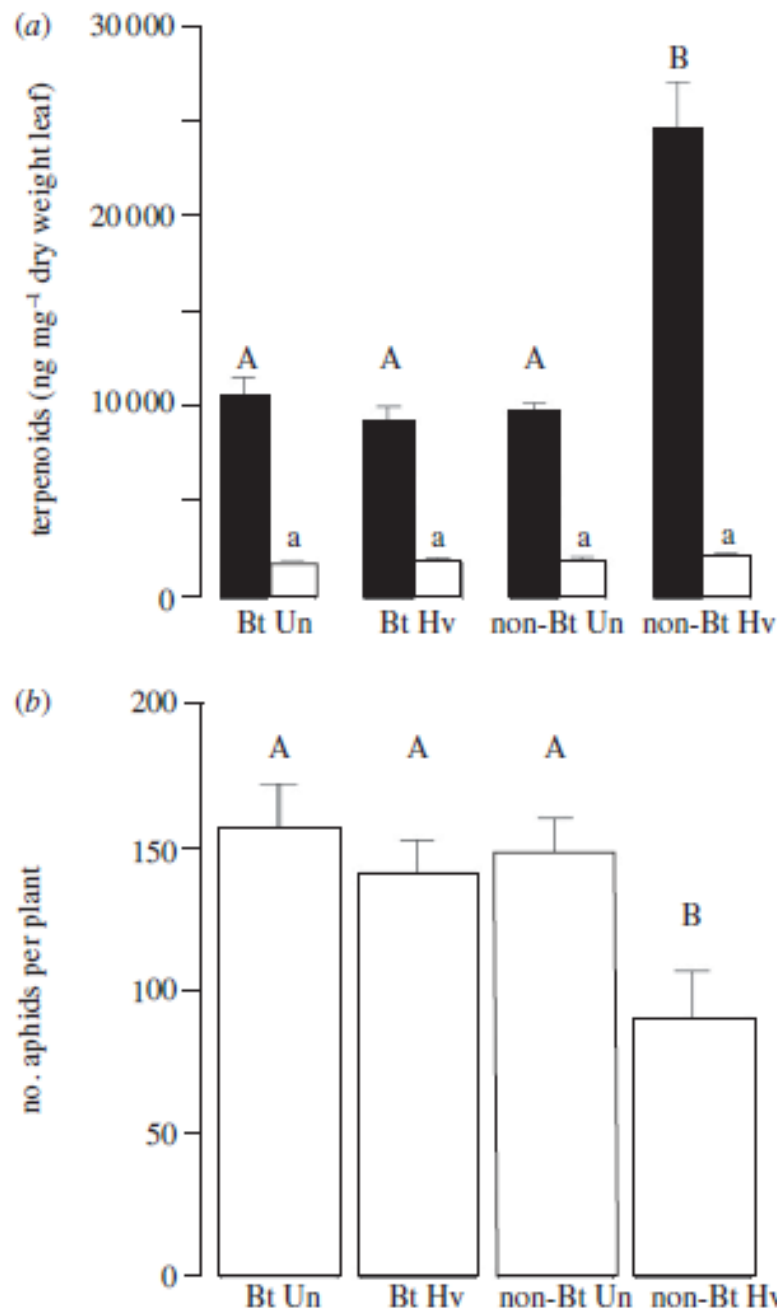 (a)
terpenoids (ng mg⁻¹ dry weight leaf)
30 000
20 000
10 000
0
A
a
A
a
A
a
B
a
Bt Un
Bt Hv
non-Bt Un
non-Bt Hv
(b)
no. aphids per plant
200
150
100
50
0
A
A
A
B
Bt Un
Bt Hv
non-Bt Un
non-Bt Hv